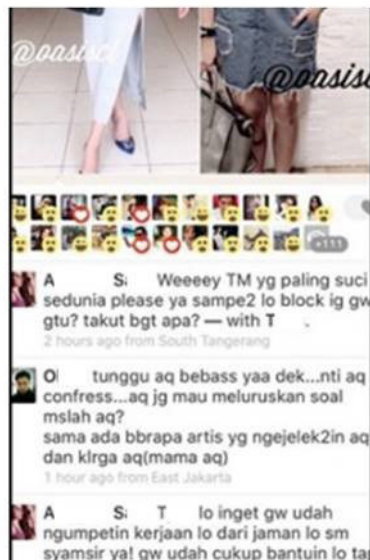 @oasisct
@oasis
+111
A S: Weeeey TM yg paling suci
sedunia please ya sampe2 lo block ig gw
gtu? takut bgt apa? — with T .
2 hours ago from South Tangerang
O tunggu aq bebass yaa dek...nti aq
confress...aq jg mau meluruskan soal
mslah aq?
sama ada bbrapa artis yg ngejelek2in aq
dan klrga aq(mama aq)
1 hour ago from East Jakarta
A S: T lo inget gw udah
ngumpetin kerjaan lo dari jaman lo sm
syamsir ya! gw udah cukup bantuin lo ta